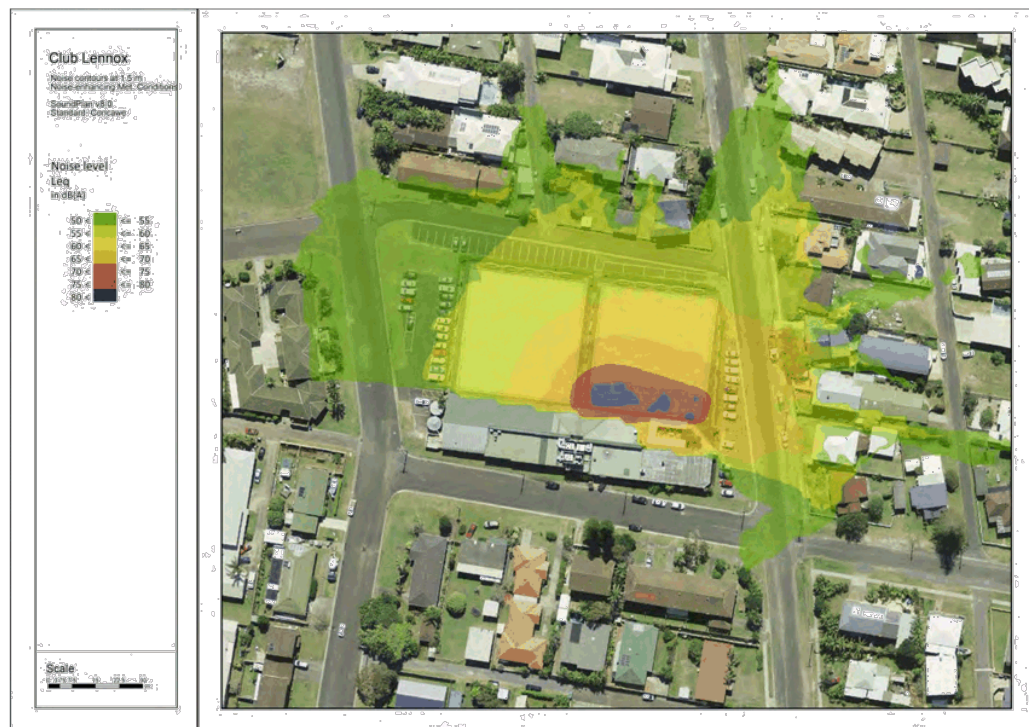 Club Lennox
Noise contours at 1.5 m
Noise enhancing Met. Conditions
SoundPlan v8.0
Standard - Concawe
Noise level
Leq
in dB[A]
50 < <= 55
55 < <= 60
60 < <= 65
65 < <= 70
70 < <= 75
75 < <= 80
80 <
Scale